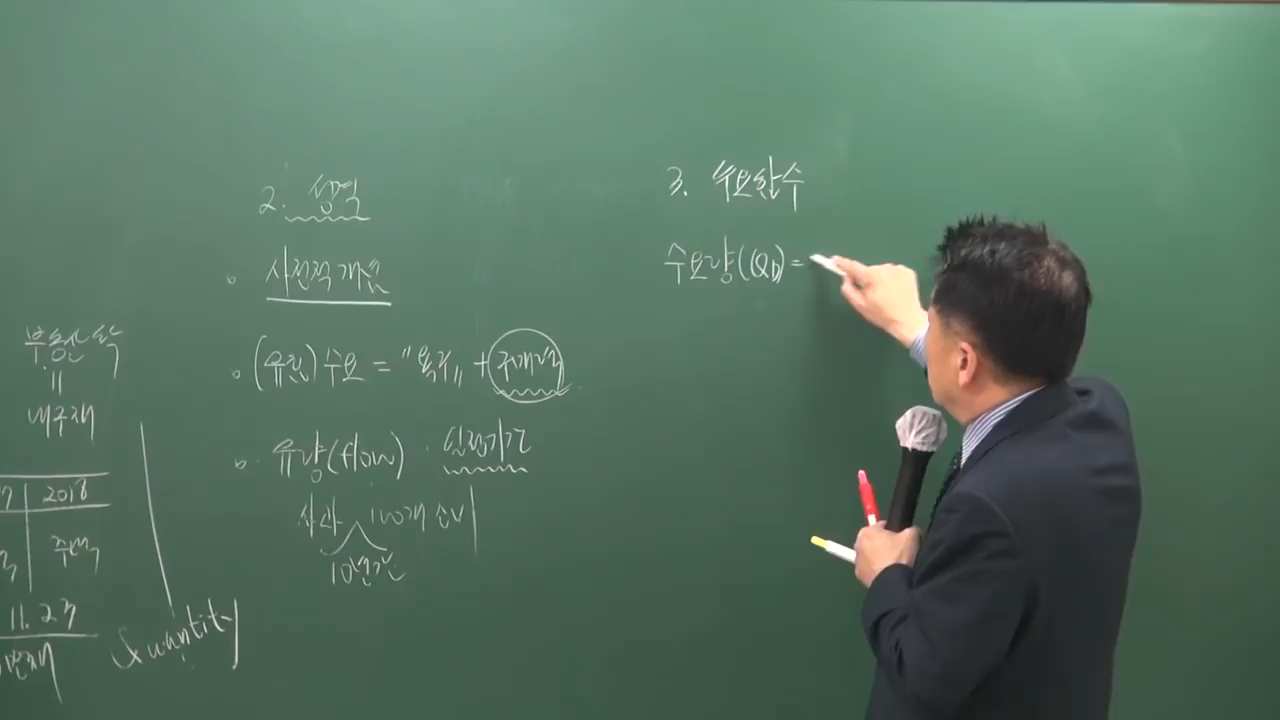 부동산학
=
내구재
2018
주택
11.23
Quantity
2. 성격
사전적개념
(유효)수요 = "욕구" + 구매력
유량(flow) · 일정기간
사과 100개 소비
10일간
3. 수요함수
수요량(QD) =